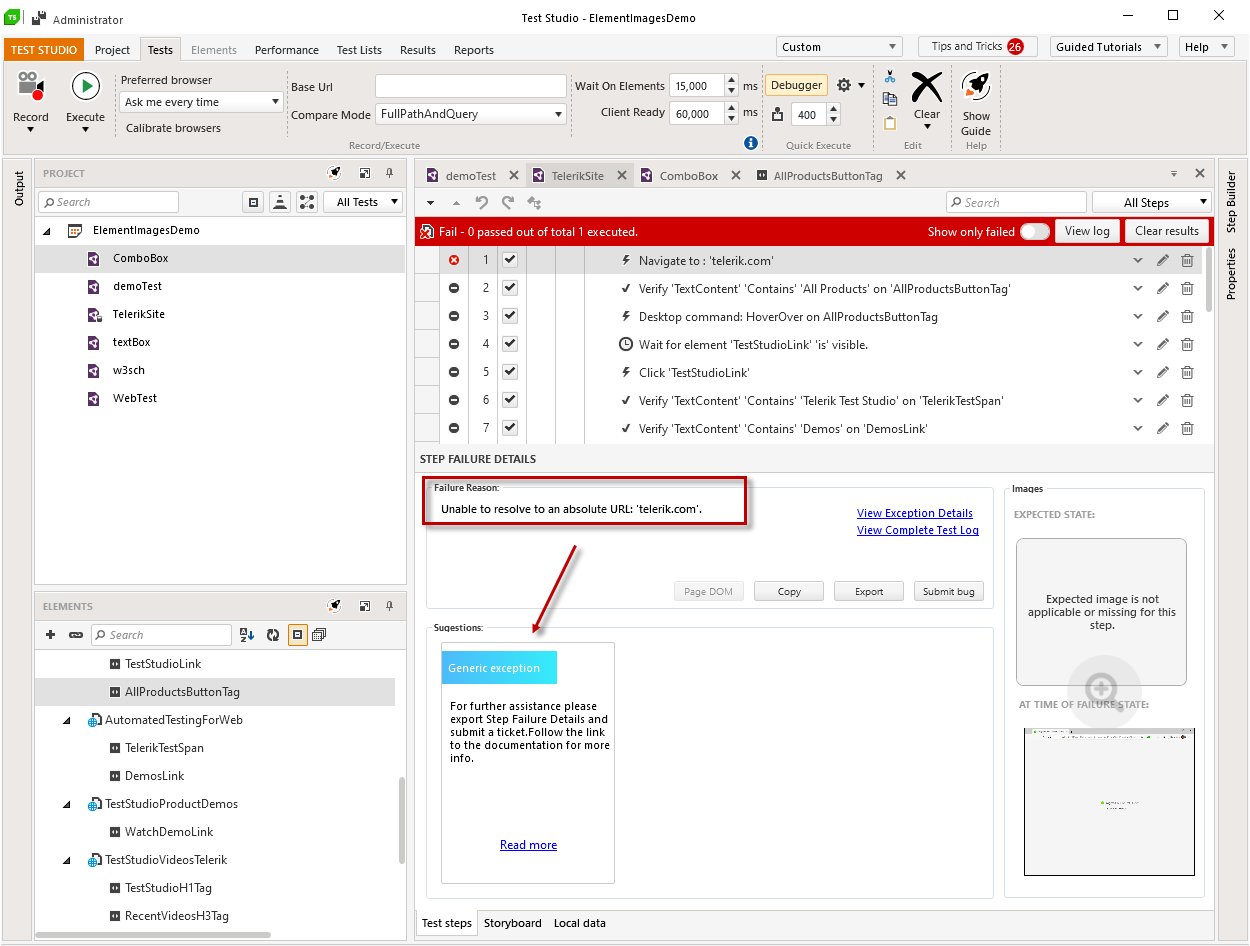 TS
Administrator
Test Studio - ElementImagesDemo
TEST STUDIO
Project
Tests
Elements
Performance
Test Lists
Results
Reports
Custom
Tips and Tricks 26
Guided Tutorials
Help
Record
Execute
Preferred browser
Ask me every time
Calibrate browsers
Base Url
Compare Mode
FullPathAndQuery
Record/Execute
Wait On Elements 15,000 ms
Client Ready 60,000 ms
Debugger
400
Quick Execute
Clear
Edit
Show
Guide
Help
Output
PROJECT
Search
All Tests
ElementImagesDemo
ComboBox
demoTest
TelerikSite
textBox
w3sch
WebTest
ELEMENTS
Search
TestStudioLink
AllProductsButtonTag
AutomatedTestingForWeb
TelerikTestSpan
DemosLink
TestStudioProductDemos
WatchDemoLink
TestStudioVideosTelerik
TestStudioH1Tag
RecentVideosH3Tag
demoTest
TelerikSite
ComboBox
AllProductsButtonTag
Search
All Steps
Fail - 0 passed out of total 1 executed.
Show only failed
View log
Clear results
1 Navigate to : 'telerik.com'
2 Verify 'TextContent' 'Contains' 'All Products' on 'AllProductsButtonTag'
3 Desktop command: HoverOver on AllProductsButtonTag
4 Wait for element 'TestStudioLink' 'is' visible.
5 Click 'TestStudioLink'
6 Verify 'TextContent' 'Contains' 'Telerik Test Studio' on 'TelerikTestSpan'
7 Verify 'TextContent' 'Contains' 'Demos' on 'DemosLink'
STEP FAILURE DETAILS
Failure Reason:
Unable to resolve to an absolute URL: 'telerik.com'.
View Exception Details
View Complete Test Log
Page DOM
Copy
Export
Submit bug
Sugestions:
Generic exception
For further assistance please
export Step Failure Details and
submit a ticket.Follow the link
to the documentation for more
info.
Read more
Images
EXPECTED STATE:
Expected image is not
applicable or missing for this
step.
AT TIME OF FAILURE STATE:
Test steps
Storyboard
Local data
Step Builder
Properties